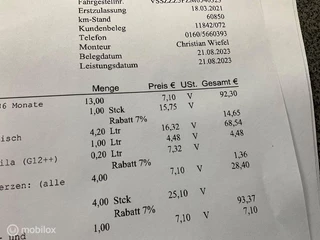 Fahrgestellnr.
Erstzulassung 18.03.2021
km-Stand 60850
Kundenbeleg 11842/072
Telefon 0160/5660393
Monteur Christian Wiefel
Belegdatum 21.08.2023
Leistungsdatum 21.08.2023
Menge Preis € USt. Gesamt €
36 Monate 13,00 7,10 V 92,30
1,00 Stck 15,75 V
Rabatt 7% 14,65
isch 4,20 Ltr 16,32 V 68,54
1,00 Ltr 4,48 V 4,48
ila (G12++) 0,20 Ltr 7,32 V
Rabatt 7% 1,36
erzen: (alle 4,00 7,10 V 28,40
4,00 Stck 25,10 V
Rabatt 7% 93,37
1,00 7,10 V 7,10
und
mobilox